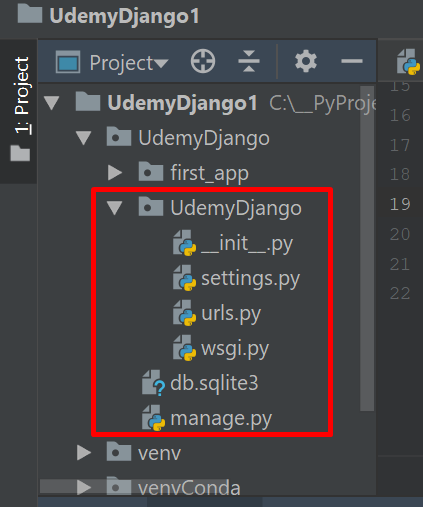 UdemyDjango1
1: Project
Project
UdemyDjango1 C:\__PyProje
UdemyDjango
first_app
UdemyDjango
__init__.py
settings.py
urls.py
wsgi.py
db.sqlite3
manage.py
venv
venvConda
15
16
17
18
19
20
21
22